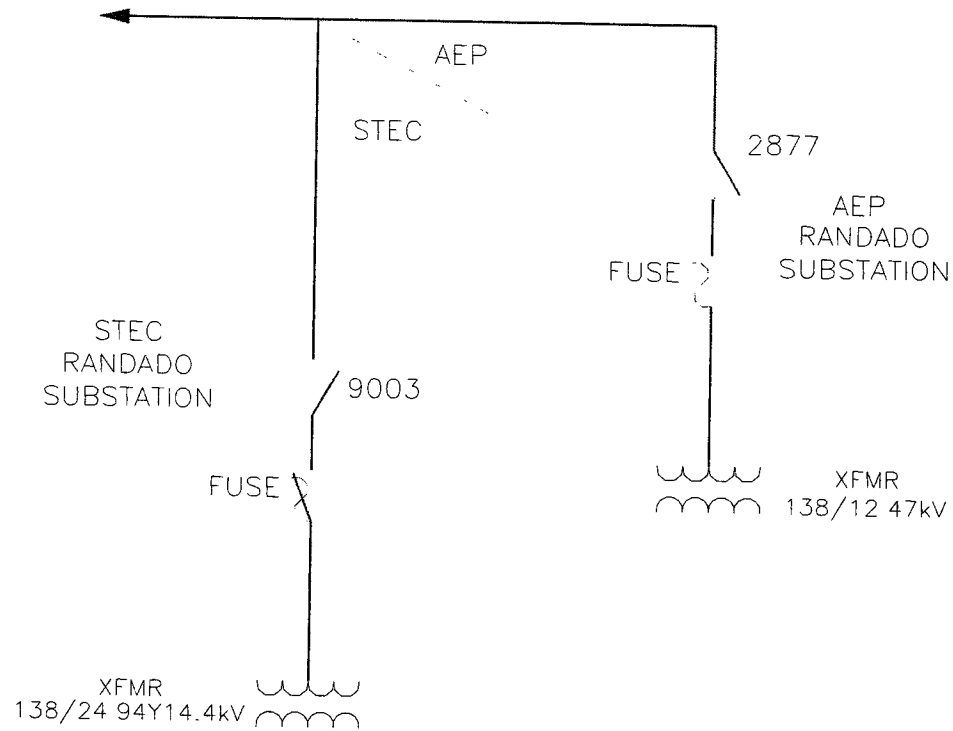 AEP
STEC
2877
AEP
RANDADO
SUBSTATION
FUSE
STEC
RANDADO
SUBSTATION
9003
FUSE
XFMR
138/12 47kV
XFMR
138/24 94Y14.4kV